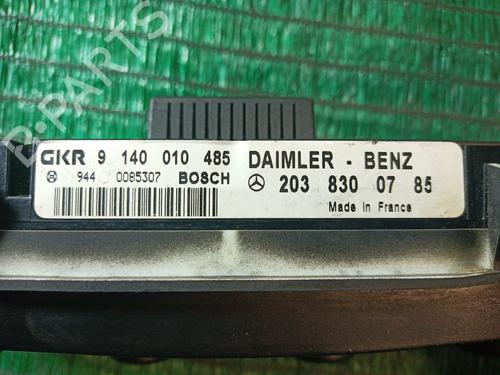 B-PARTS
GKR 9 140 010 485 DAIMLER - BENZ
944 0085307 BOSCH 203 830 07 85
Made in France